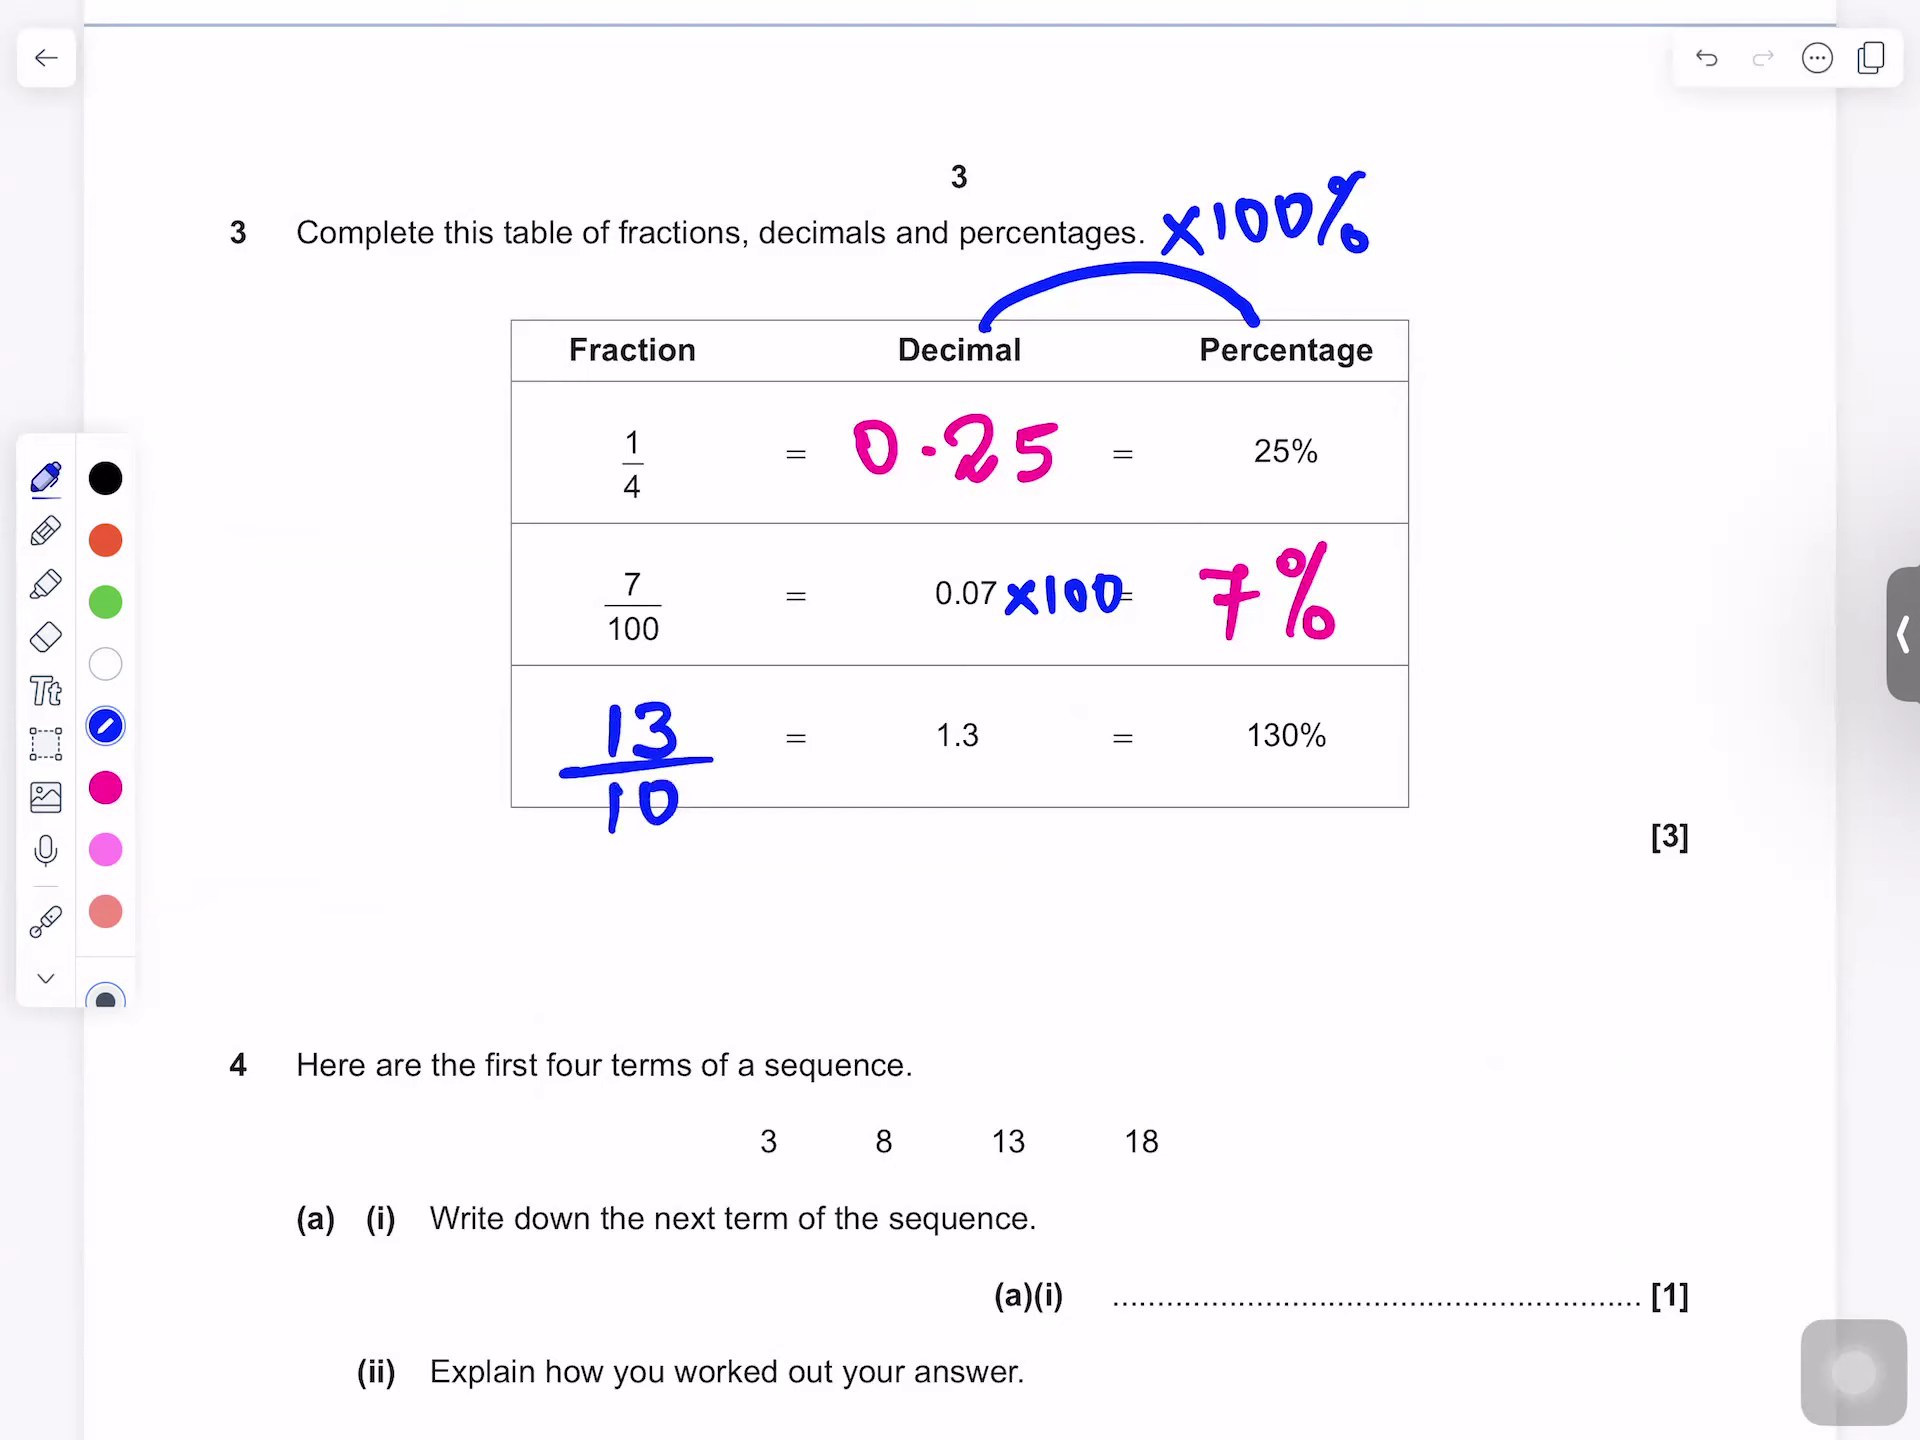 3
3 Complete this table of fractions, decimals and percentages. ×100%
Fraction Decimal Percentage
1/4 = 0.25 = 25%
7/100 = 0.07 ×100 = 7%
13/10 = 1.3 = 130%
[3]
Tt
4 Here are the first four terms of a sequence.
3 8 13 18
(a) (i) Write down the next term of the sequence.
(a)(i) ........................................................... [1]
(ii) Explain how you worked out your answer.